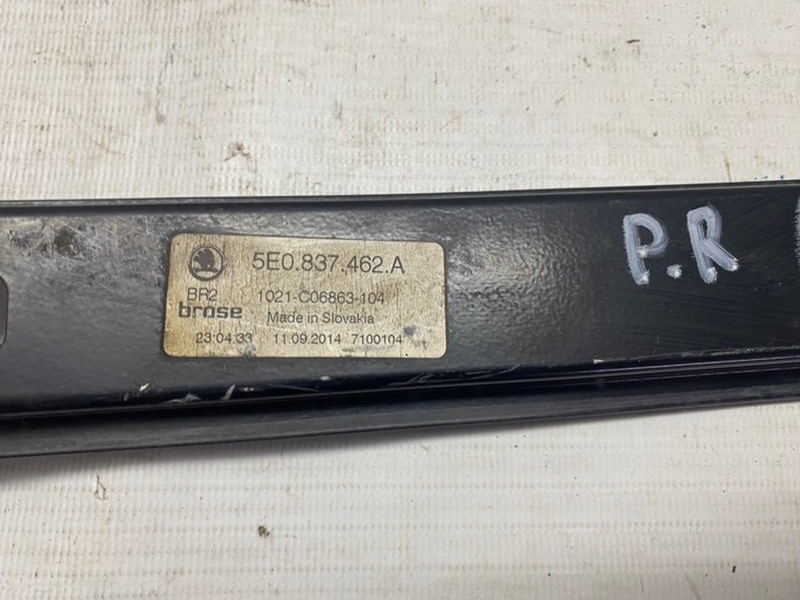 5E0.837.462.A
BR2
1021-C06863-104
brose
Made in Slovakia
23:04:33 11.09.2014 7100104
P.R